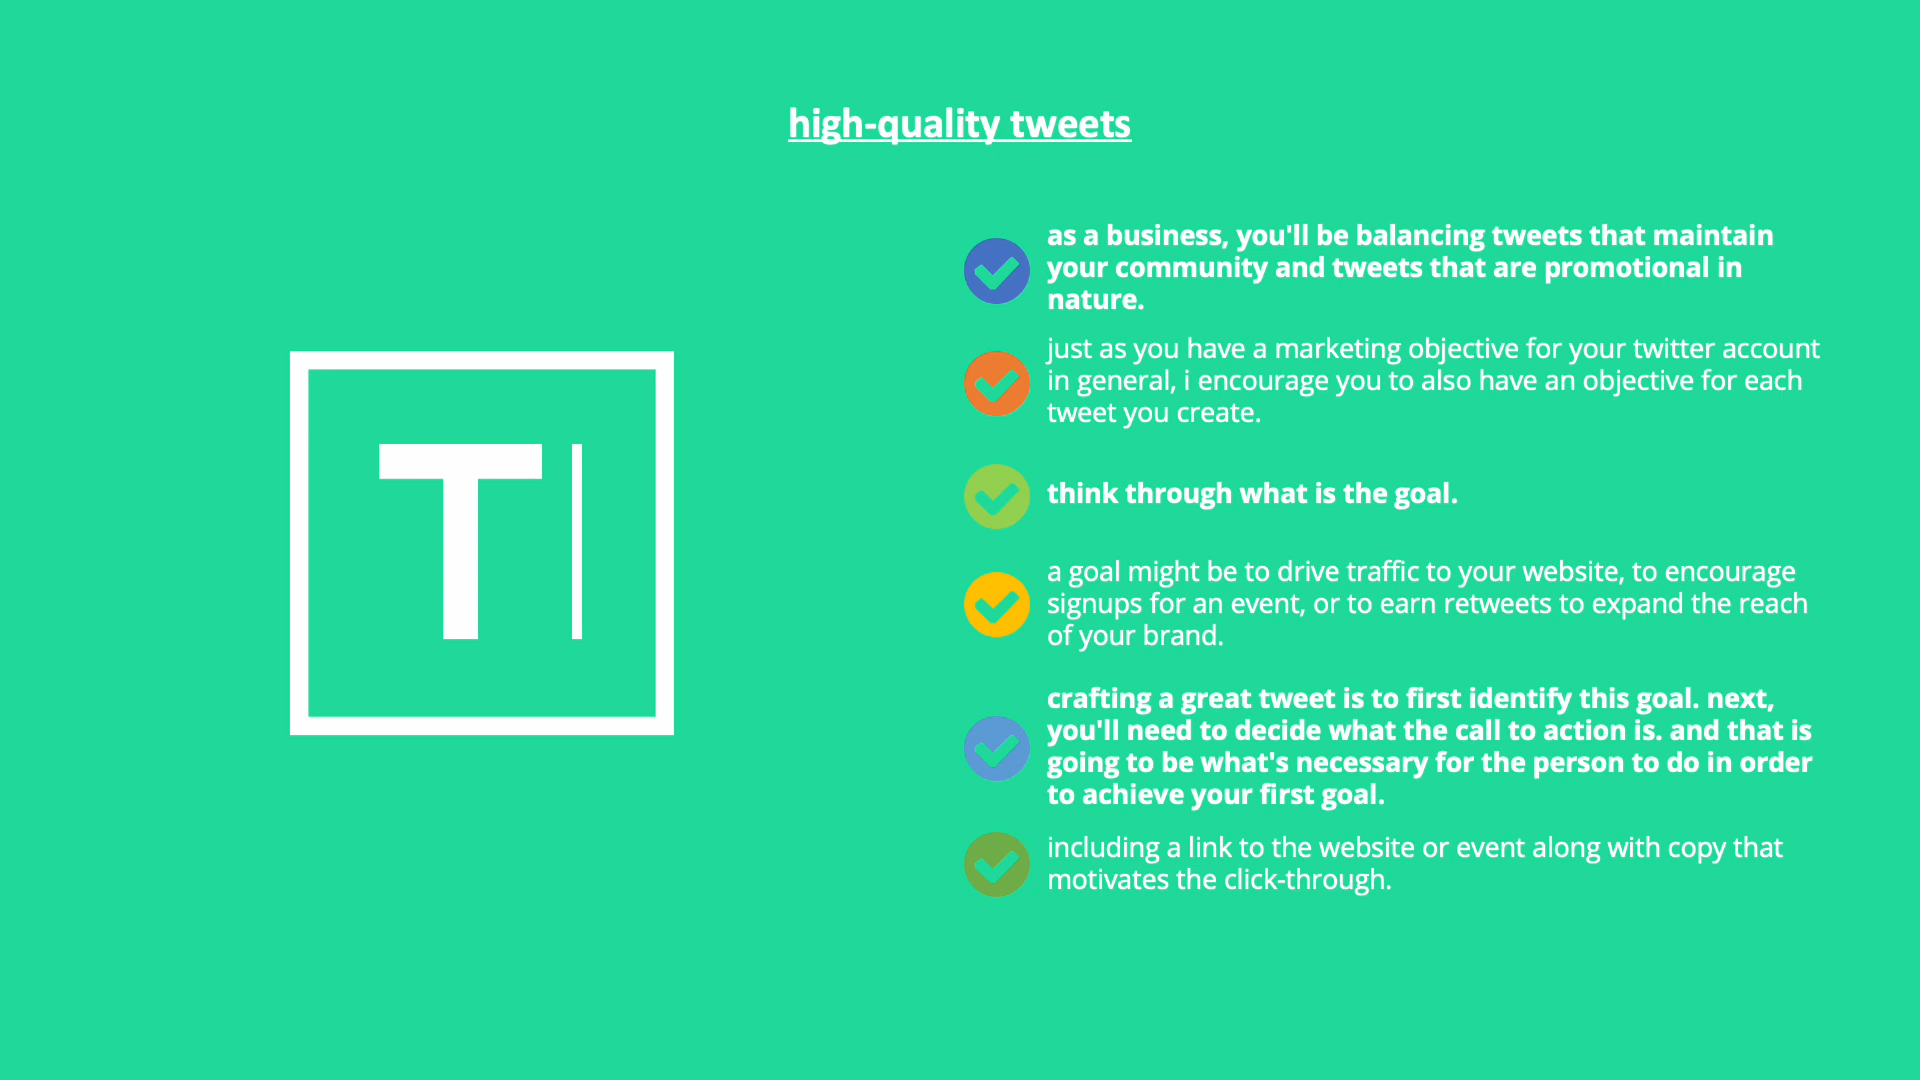 high-quality tweets
T
as a business, you'll be balancing tweets that maintain
your community and tweets that are promotional in
nature.
just as you have a marketing objective for your twitter account
in general, i encourage you to also have an objective for each
tweet you create.
think through what is the goal.
a goal might be to drive traffic to your website, to encourage
signups for an event, or to earn retweets to expand the reach
of your brand.
crafting a great tweet is to first identify this goal. next,
you'll need to decide what the call to action is. and that is
going to be what's necessary for the person to do in order
to achieve your first goal.
including a link to the website or event along with copy that
motivates the click-through.